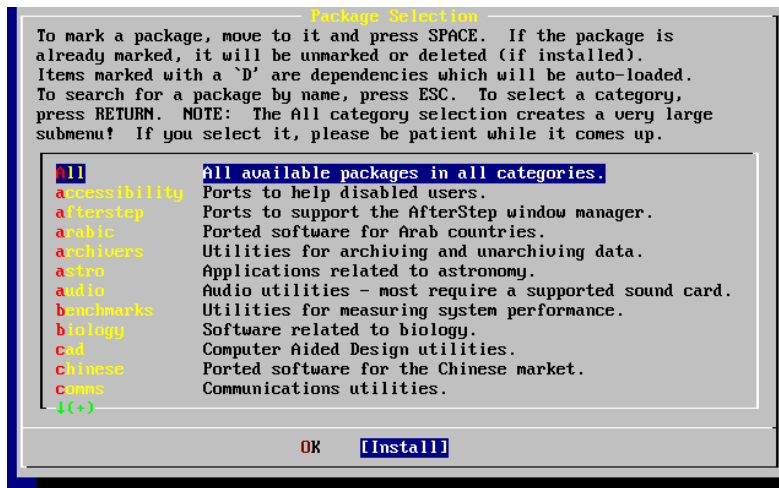 Package Selection
To mark a package, move to it and press SPACE.  If the package is
already marked, it will be unmarked or deleted (if installed).
Items marked with a `D' are dependencies which will be auto-loaded.
To search for a package by name, press ESC.  To select a category,
press RETURN.  NOTE:  The All category selection creates a very large
submenu!  If you select it, please be patient while it comes up.
All All available packages in all categories.
accessibility Ports to help disabled users.
afterstep Ports to support the AfterStep window manager.
arabic Ported software for Arab countries.
archivers Utilities for archiving and unarchiving data.
astro Applications related to astronomy.
audio Audio utilities - most require a supported sound card.
benchmarks Utilities for measuring system performance.
biology Software related to biology.
cad Computer Aided Design utilities.
chinese Ported software for the Chinese market.
comms Communications utilities.
↓(+)
OK [Install]